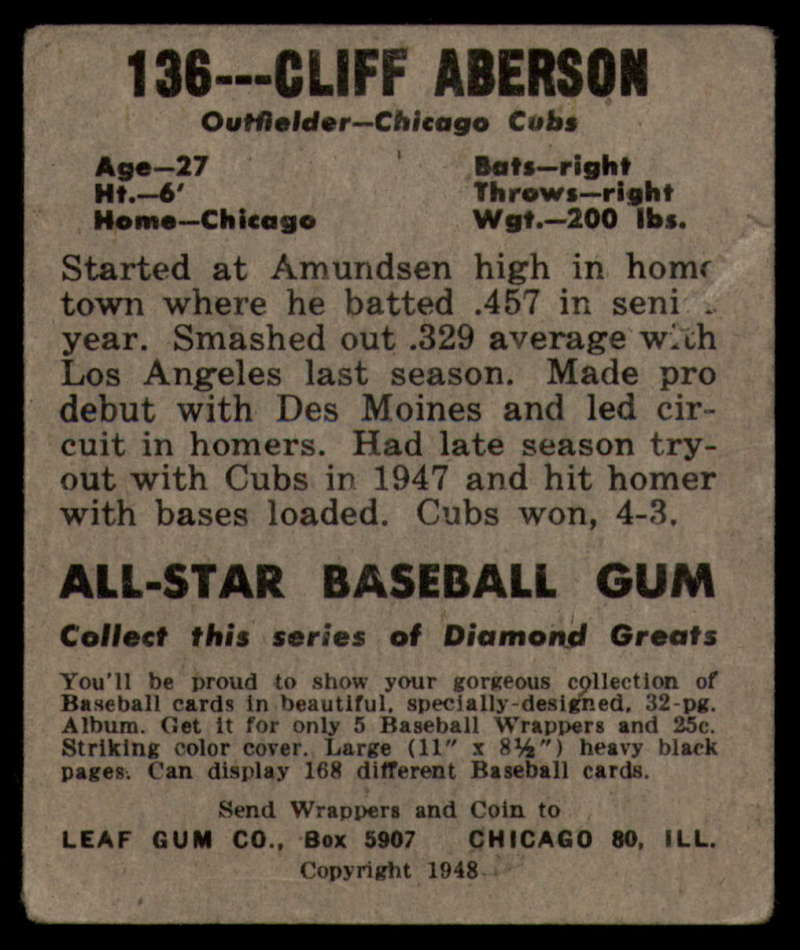 136---CLIFF ABERSON
Outfielder—Chicago Cubs
Age—27 Bats—right
Ht.—6' Throws—right
Home—Chicago Wgt.—200 lbs.
Started at Amundsen high in home
town where he batted .457 in seni
year. Smashed out .329 average with
Los Angeles last season. Made pro
debut with Des Moines and led cir-
cuit in homers. Had late season try-
out with Cubs in 1947 and hit homer
with bases loaded. Cubs won, 4-3.
ALL-STAR BASEBALL GUM
Collect this series of Diamond Greats
You'll be proud to show your gorgeous collection of
Baseball cards in beautiful, specially-designed, 32-pg.
Album. Get it for only 5 Baseball Wrappers and 25c.
Striking color cover. Large (11" x 8½") heavy black
pages. Can display 168 different Baseball cards.
Send Wrappers and Coin to
LEAF GUM CO., Box 5907 CHICAGO 80, ILL.
Copyright 1948